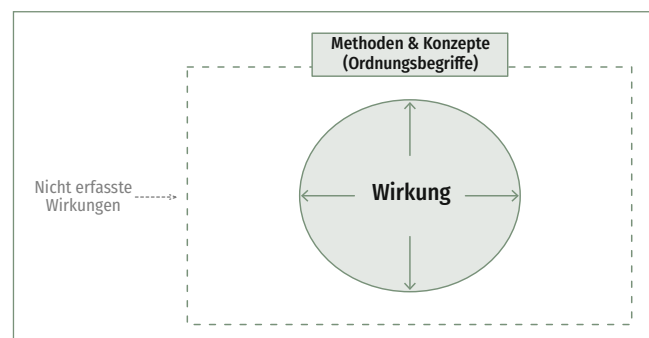 Methoden & Konzepte
(Ordnungsbegriffe)
Nicht erfasste
Wirkungen
Wirkung